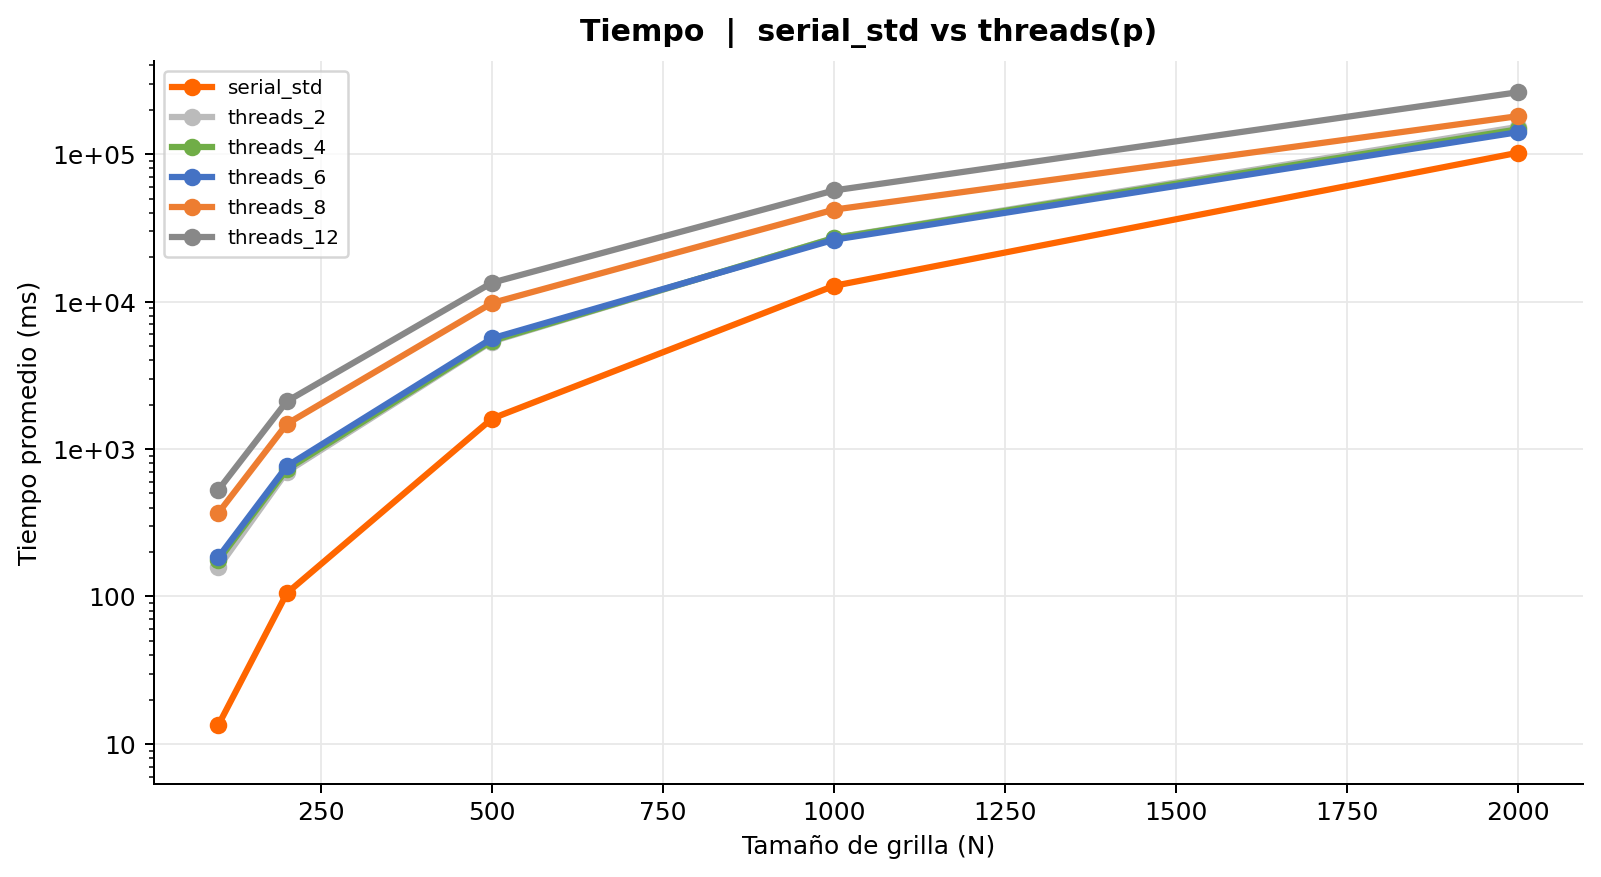 Tiempo | serial_std vs threads(p)
serial_std
threads_2
threads_4
threads_6
threads_8
threads_12
Tiempo promedio (ms)
1e+05
1e+04
1e+03
100
10
250 500 750 1000 1250 1500 1750 2000
Tamaño de grilla (N)